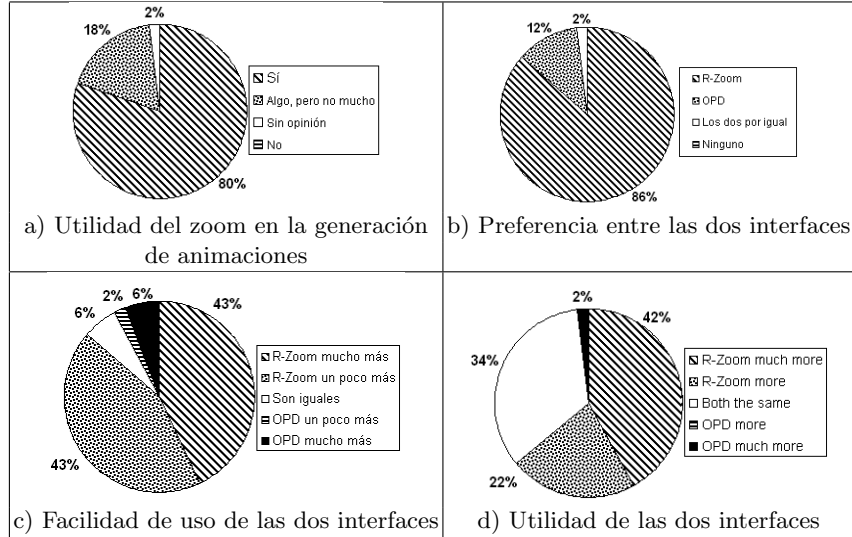 2%
18%
Sí
Algo, pero no mucho
Sin opinión
No
80%
a) Utilidad del zoom en la generación
de animaciones
2%
12%
R-Zoom
OPD
Los dos por igual
Ninguno
86%
b) Preferencia entre las dos interfaces
6%
2%
6%
43%
R-Zoom mucho más
R-Zoom un poco más
Son iguales
OPD un poco más
OPD mucho más
43%
c) Facilidad de uso de las dos interfaces
2%
42%
34%
R-Zoom much more
R-Zoom more
Both the same
OPD more
OPD much more
22%
d) Utilidad de las dos interfaces